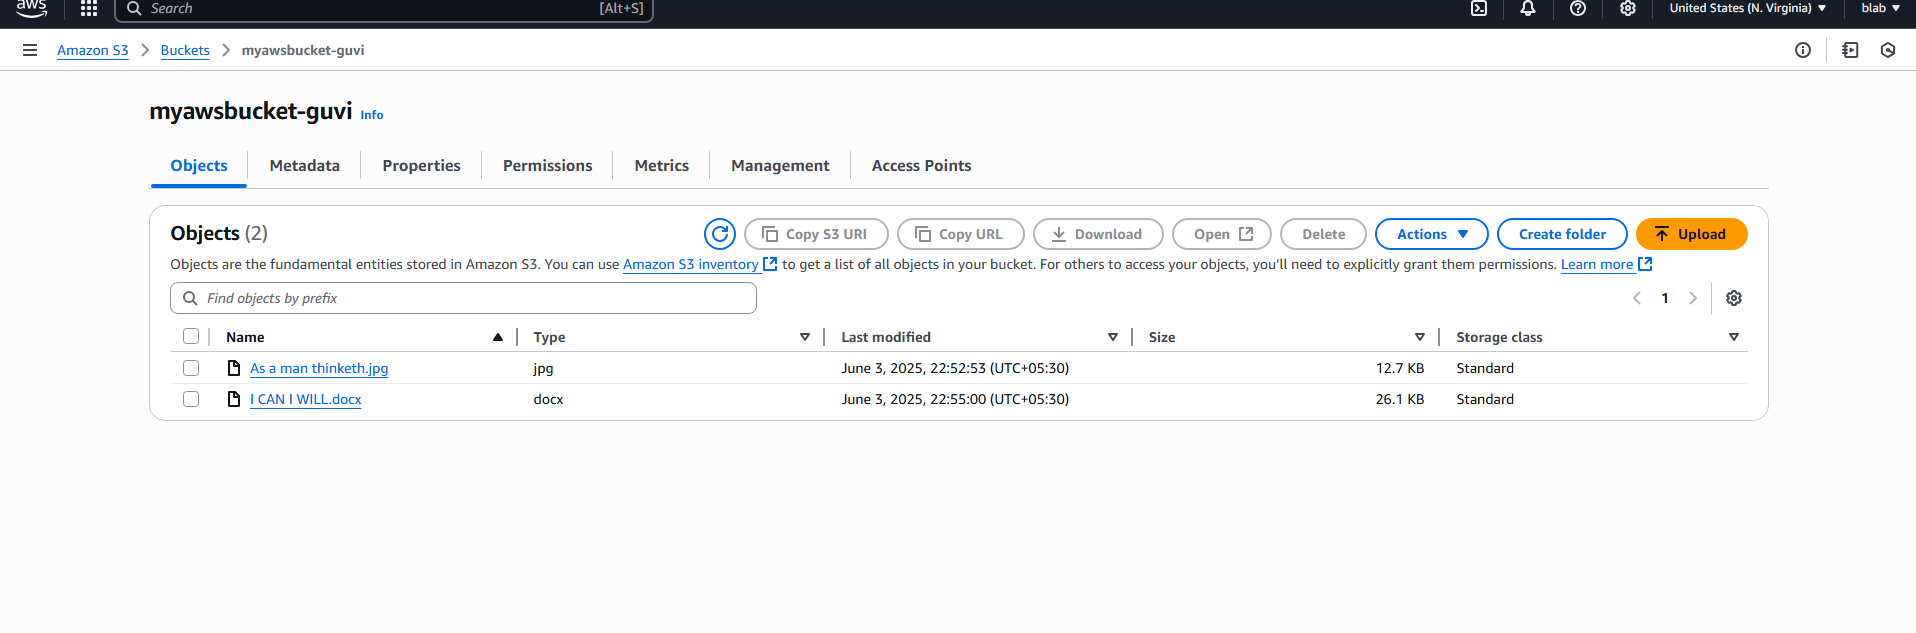 aws Search [Alt+S] United States (N. Virginia) blab
Amazon S3 Buckets myawsbucket-guvi
myawsbucket-guvi Info
Objects Metadata Properties Permissions Metrics Management Access Points
Objects (2) Copy S3 URI Copy URL Download Open Delete Actions Create folder Upload
Objects are the fundamental entities stored in Amazon S3. You can use Amazon S3 inventory to get a list of all objects in your bucket. For others to access your objects, you'll need to explicitly grant them permissions. Learn more
Find objects by prefix 1
Name Type Last modified Size Storage class
As a man thinketh.jpg jpg June 3, 2025, 22:52:53 (UTC+05:30) 12.7 KB Standard
I CAN I WILL.docx docx June 3, 2025, 22:55:00 (UTC+05:30) 26.1 KB Standard